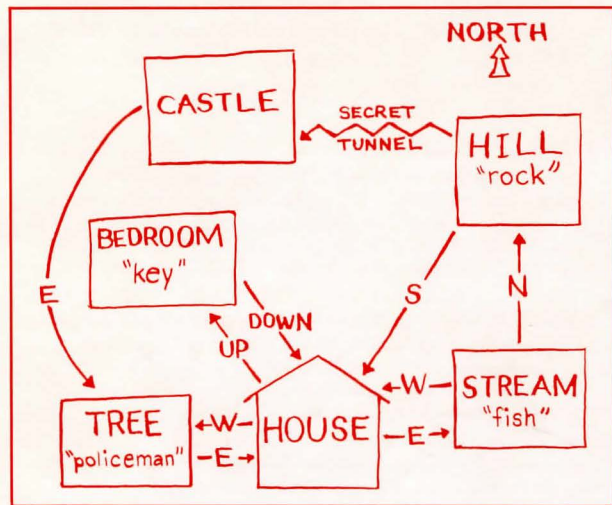 NORTH
CASTLE
SECRET
TUNNEL
HILL
"rock"
BEDROOM
"key"
E
S
N
DOWN
UP
TREE
"policeman"
W
E
HOUSE
W
E
STREAM
"fish"